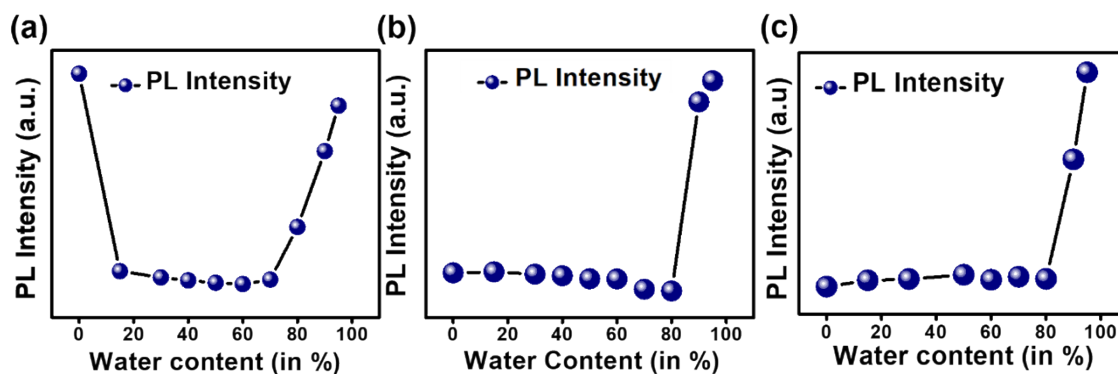 (a)
PL Intensity
PL Intensity (a.u.)
0 20 40 60 80 100
Water content (in %)
(b)
PL Intensity
PL Intensity (a.u.)
0 20 40 60 80 100
Water Content (in %)
(c)
PL Intensity
PL Intensity (a.u)
0 20 40 60 80 100
Water content (in %)